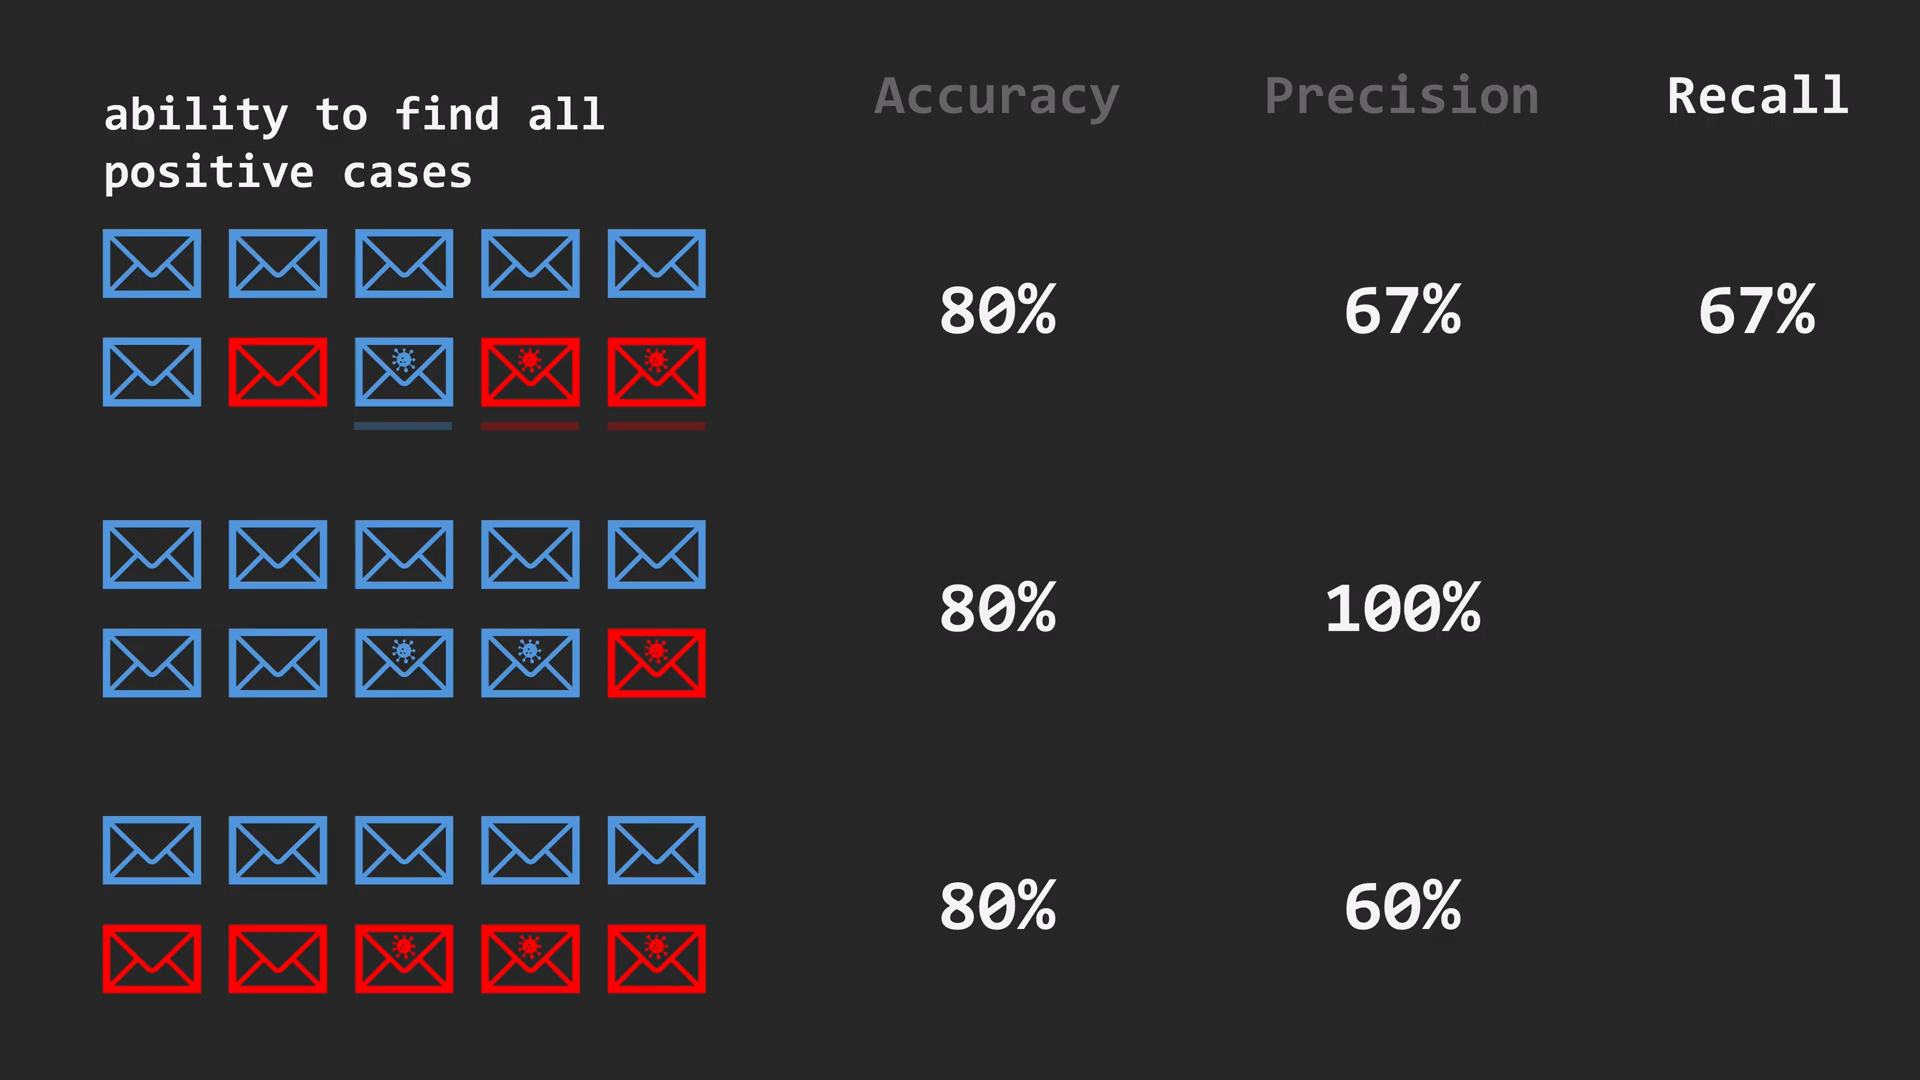 ability to find all
positive cases
Accuracy Precision Recall
80% 67% 67%
80% 100%
80% 60%